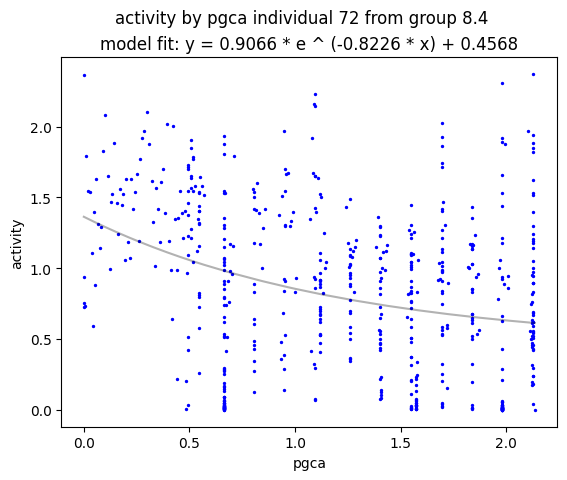 activity by pgca individual 72 from group 8.4
model fit: y = 0.9066 * e ^ (-0.8226 * x) + 0.4568
activity
2.0
1.5
1.0
0.5
0.0
0.0
0.5
1.0
1.5
2.0
pgca